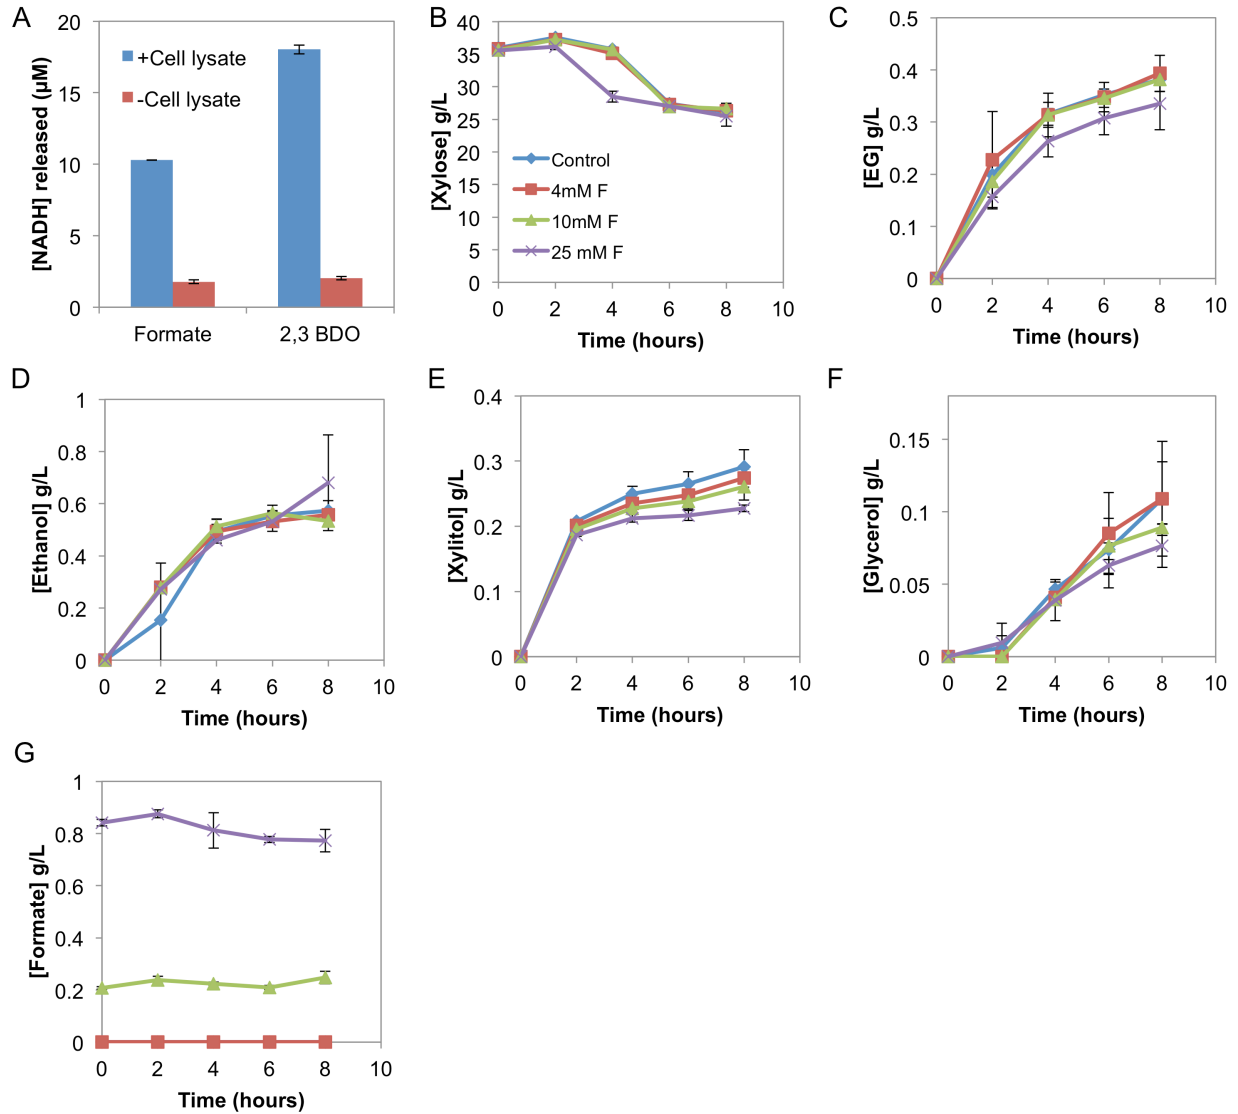 A
20
15
10
5
0
[NADH] released (µM)
+Cell lysate
-Cell lysate
Formate
2,3 BDO
B
40
35
30
25
20
15
10
5
0
[Xylose] g/L
Control
4mM F
10mM F
25 mM F
0 2 4 6 8 10
Time (hours)
C
0.5
0.4
0.3
0.2
0.1
0
[EG] g/L
0 2 4 6 8 10
Time (hours)
D
1
0.8
0.6
0.4
0.2
0
[Ethanol] g/L
0 2 4 6 8 10
Time (hours)
E
0.4
0.3
0.2
0.1
0
[Xylitol] g/L
0 2 4 6 8 10
Time (hours)
F
0.15
0.1
0.05
0
[Glycerol] g/L
0 2 4 6 8 10
Time (hours)
G
1
0.8
0.6
0.4
0.2
0
[Formate] g/L
0 2 4 6 8 10
Time (hours)